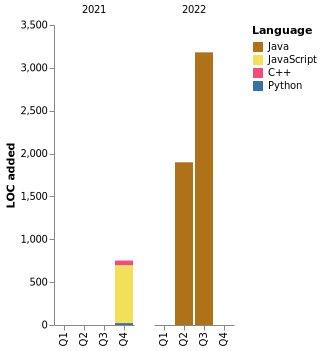 2021 2022
Language
Java
JavaScript
C++
Python
LOC added
3,500
3,000
2,500
2,000
1,500
1,000
500
0
Q1 Q2 Q3 Q4 Q1 Q2 Q3 Q4